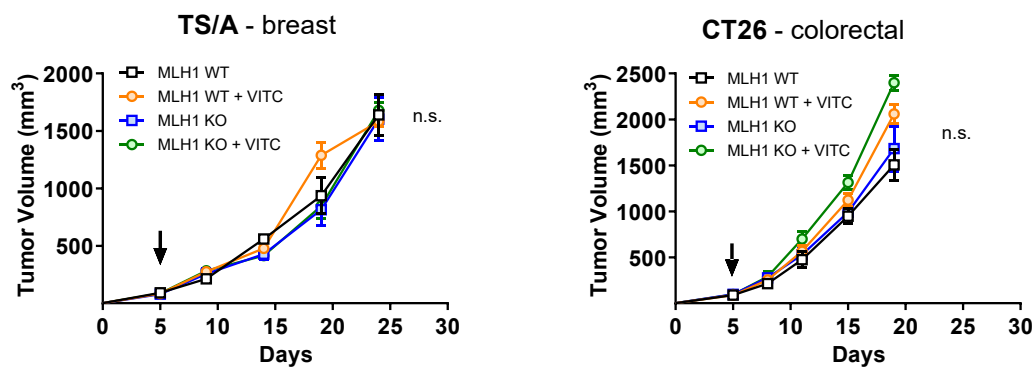 TS/A - breast
Tumor Volume (mm³)
2000
1500
1000
500
MLH1 WT
MLH1 WT + VITC
MLH1 KO
MLH1 KO + VITC
n.s.
0 5 10 15 20 25 30
Days
CT26 - colorectal
Tumor Volume (mm³)
2500
2000
1500
1000
500
MLH1 WT
MLH1 WT + VITC
MLH1 KO
MLH1 KO + VITC
n.s.
0 5 10 15 20 25 30
Days